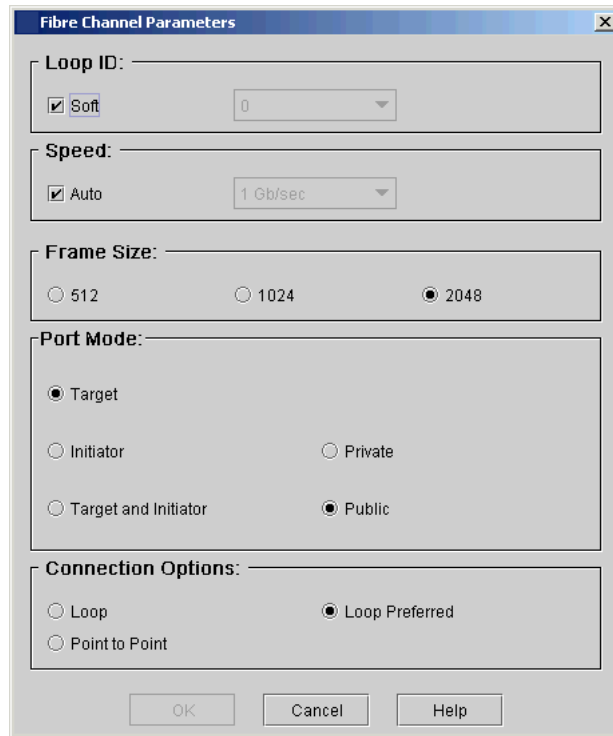 Fibre Channel Parameters
Loop ID:
Soft
0
Speed:
Auto
1 Gb/sec
Frame Size:
512
1024
2048
Port Mode:
Target
Initiator
Private
Target and Initiator
Public
Connection Options:
Loop
Loop Preferred
Point to Point
OK
Cancel
Help